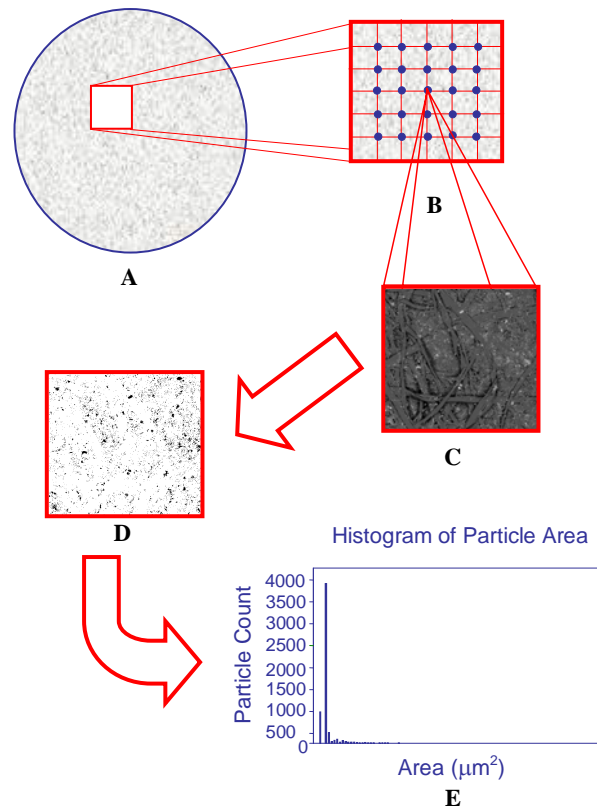 B
A
C
D
Histogram of Particle Area
Particle Count
4000
3500
3000
2500
2000
1500
1000
500
0
Area (μm²)
E